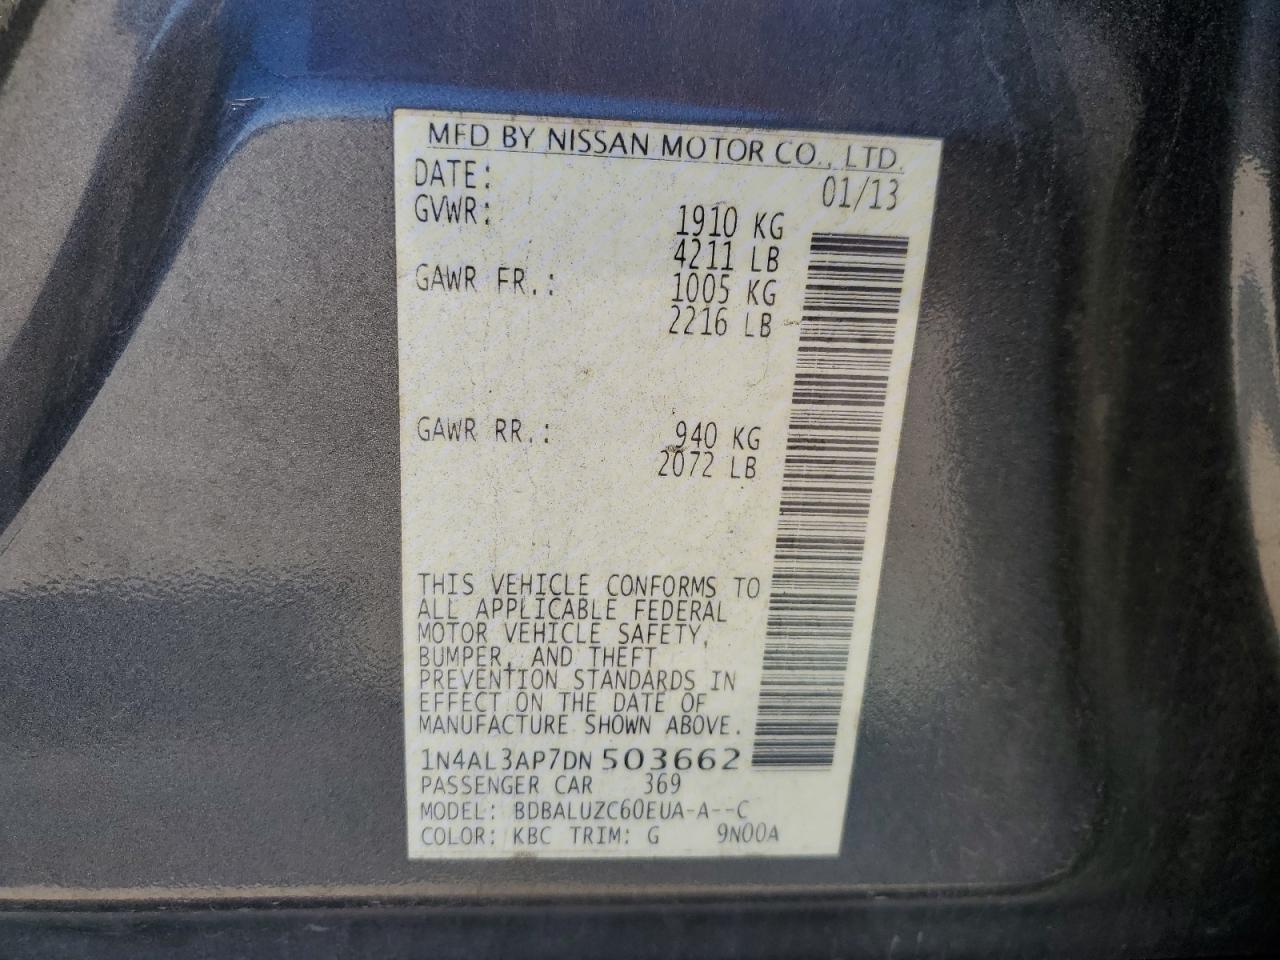 MFD BY NISSAN MOTOR CO., LTD.
DATE: 01/13
GVWR: 1910 KG
4211 LB
GAWR FR.: 1005 KG
2216 LB
GAWR RR.: 940 KG
2072 LB
THIS VEHICLE CONFORMS TO
ALL APPLICABLE FEDERAL
MOTOR VEHICLE SAFETY,
BUMPER, AND THEFT
PREVENTION STANDARDS IN
EFFECT ON THE DATE OF
MANUFACTURE SHOWN ABOVE.
1N4AL3AP7DN 503662
PASSENGER CAR 369
MODEL: BDBALUZC60EUA-A--C
COLOR: KBC TRIM: G 9N00A